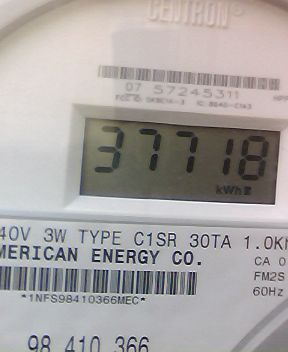 CENTRON®
07 57245311
37718
kWh
40V 3W TYPE C1SR 30TA 1.0K
MERICAN ENERGY CO.
CA 0
FM2S
60Hz
*1NFS98410366MEC*
98 410 366